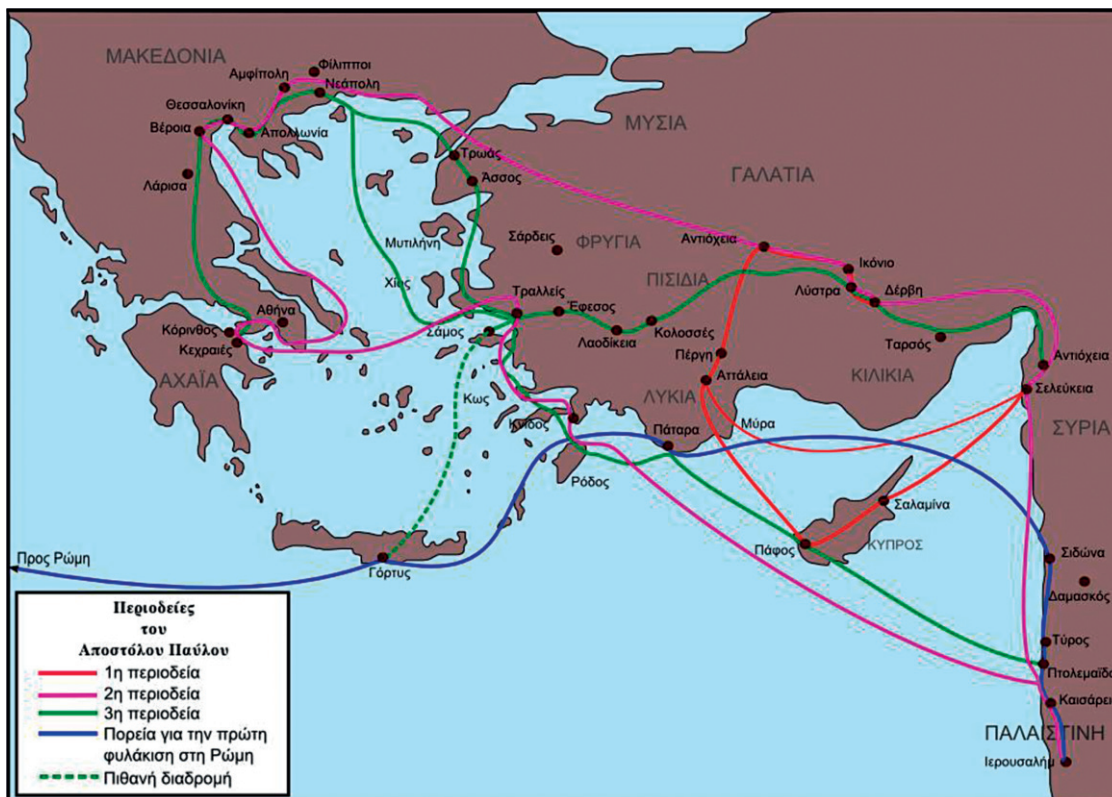 ΜΑΚΕΔΟΝΙΑ
Φίλιπποι
Αμφίπολη
Νεάπολη
Θεσσαλονίκη
Βέροια
Απολλωνία
ΜΥΣΙΑ
Τρωάς
ΓΑΛΑΤΙΑ
Λάρισα
Άσσος
Μυτιλήνη
Σάρδεις
ΦΡΥΓΙΑ
Αντιόχεια
Ικόνιο
ΠΙΣΙΔΙΑ
Χίος
Τραλλείς
Λύστρα
Δέρβη
Αθήνα
Έφεσος
Κόρινθος
Σάμος
Λαοδίκεια
Κολοσσές
Κεχραιές
Ταρσός
Πέργη
Αντιόχεια
ΑΧΑΪΑ
Αττάλεια
ΚΙΛΙΚΙΑ
Σελεύκεια
Κως
ΛΥΚΙΑ
Κνίδος
Μύρα
Πάταρα
ΣΥΡΙΑ
Ρόδος
Σαλαμίνα
Πάφος
ΚΥΠΡΟΣ
Προς Ρώμη
Σιδώνα
Γόρτυς
Δαμασκός
Τύρος
Πτολεμαΐδα
Καισάρει
ΠΑΛΑΙΣΤΙΝΗ
Ιερουσαλήμ
Περιοδείες
του
Αποστόλου Παύλου
1η περιοδεία
2η περιοδεία
3η περιοδεία
Πορεία για την πρώτη
φυλάκιση στη Ρώμη
Πιθανή διαδρομή